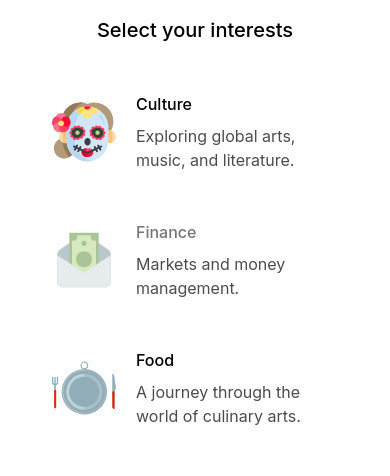 Select your interests
Culture
Exploring global arts,
music, and literature.
Finance
Markets and money
management.
Food
A journey through the
world of culinary arts.